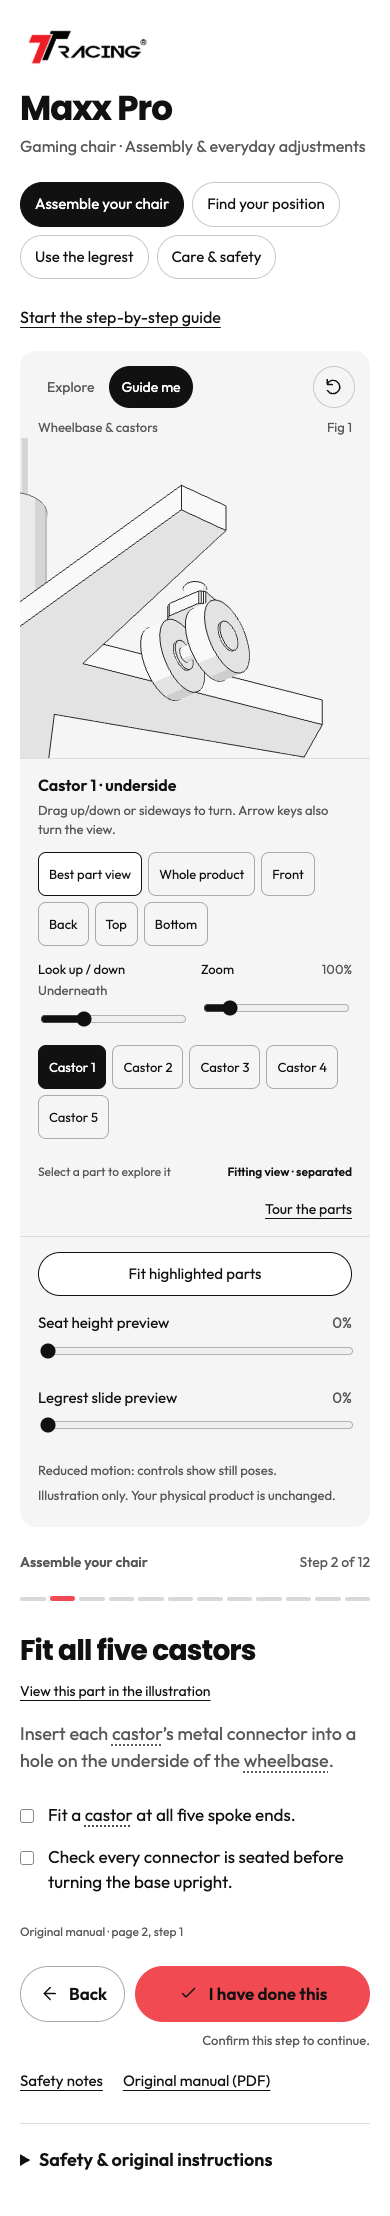 TTRACING®
Maxx Pro
Gaming chair · Assembly & everyday adjustments
Assemble your chair
Find your position
Use the legrest
Care & safety
Start the step-by-step guide
Explore
Guide me
Wheelbase & castors
Fig 1
Castor 1 · underside
Drag up/down or sideways to turn. Arrow keys also
turn the view.
Best part view
Whole product
Front
Back
Top
Bottom
Look up / down
Underneath
Zoom
100%
Castor 1
Castor 2
Castor 3
Castor 4
Castor 5
Select a part to explore it
Fitting view · separated
Tour the parts
Fit highlighted parts
Seat height preview
0%
Legrest slide preview
0%
Reduced motion: controls show still poses.
Illustration only. Your physical product is unchanged.
Assemble your chair
Step 2 of 12
Fit all five castors
View this part in the illustration
Insert each castor’s metal connector into a
hole on the underside of the wheelbase.
Fit a castor at all five spoke ends.
Check every connector is seated before
turning the base upright.
Original manual · page 2, step 1
Back
I have done this
Confirm this step to continue.
Safety notes
Original manual (PDF)
Safety & original instructions